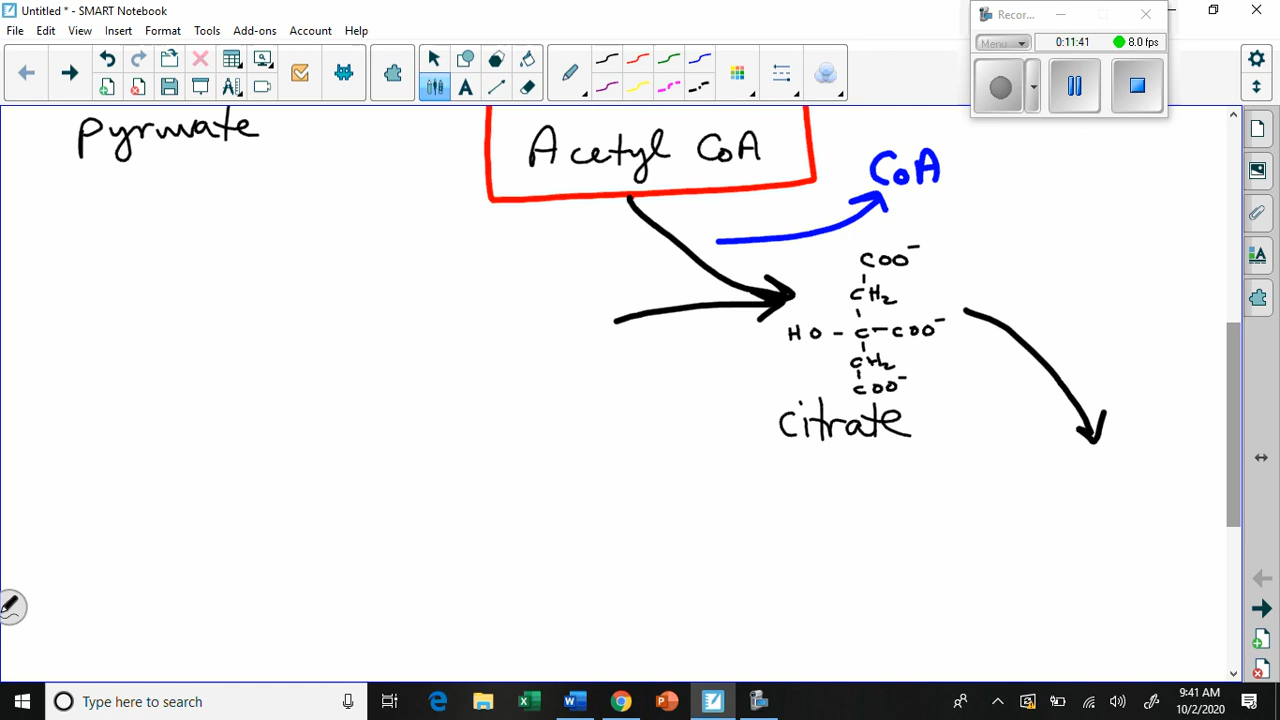 Untitled * - SMART Notebook
File Edit View Insert Format Tools Add-ons Account Help
Recor...
Menu
0:11:41
8.0 fps
pyruvate
Acetyl CoA
CoA
COO⁻
CH₂
HO - C - COO⁻
CH₂
COO⁻
citrate
Type here to search
9:41 AM
10/2/2020